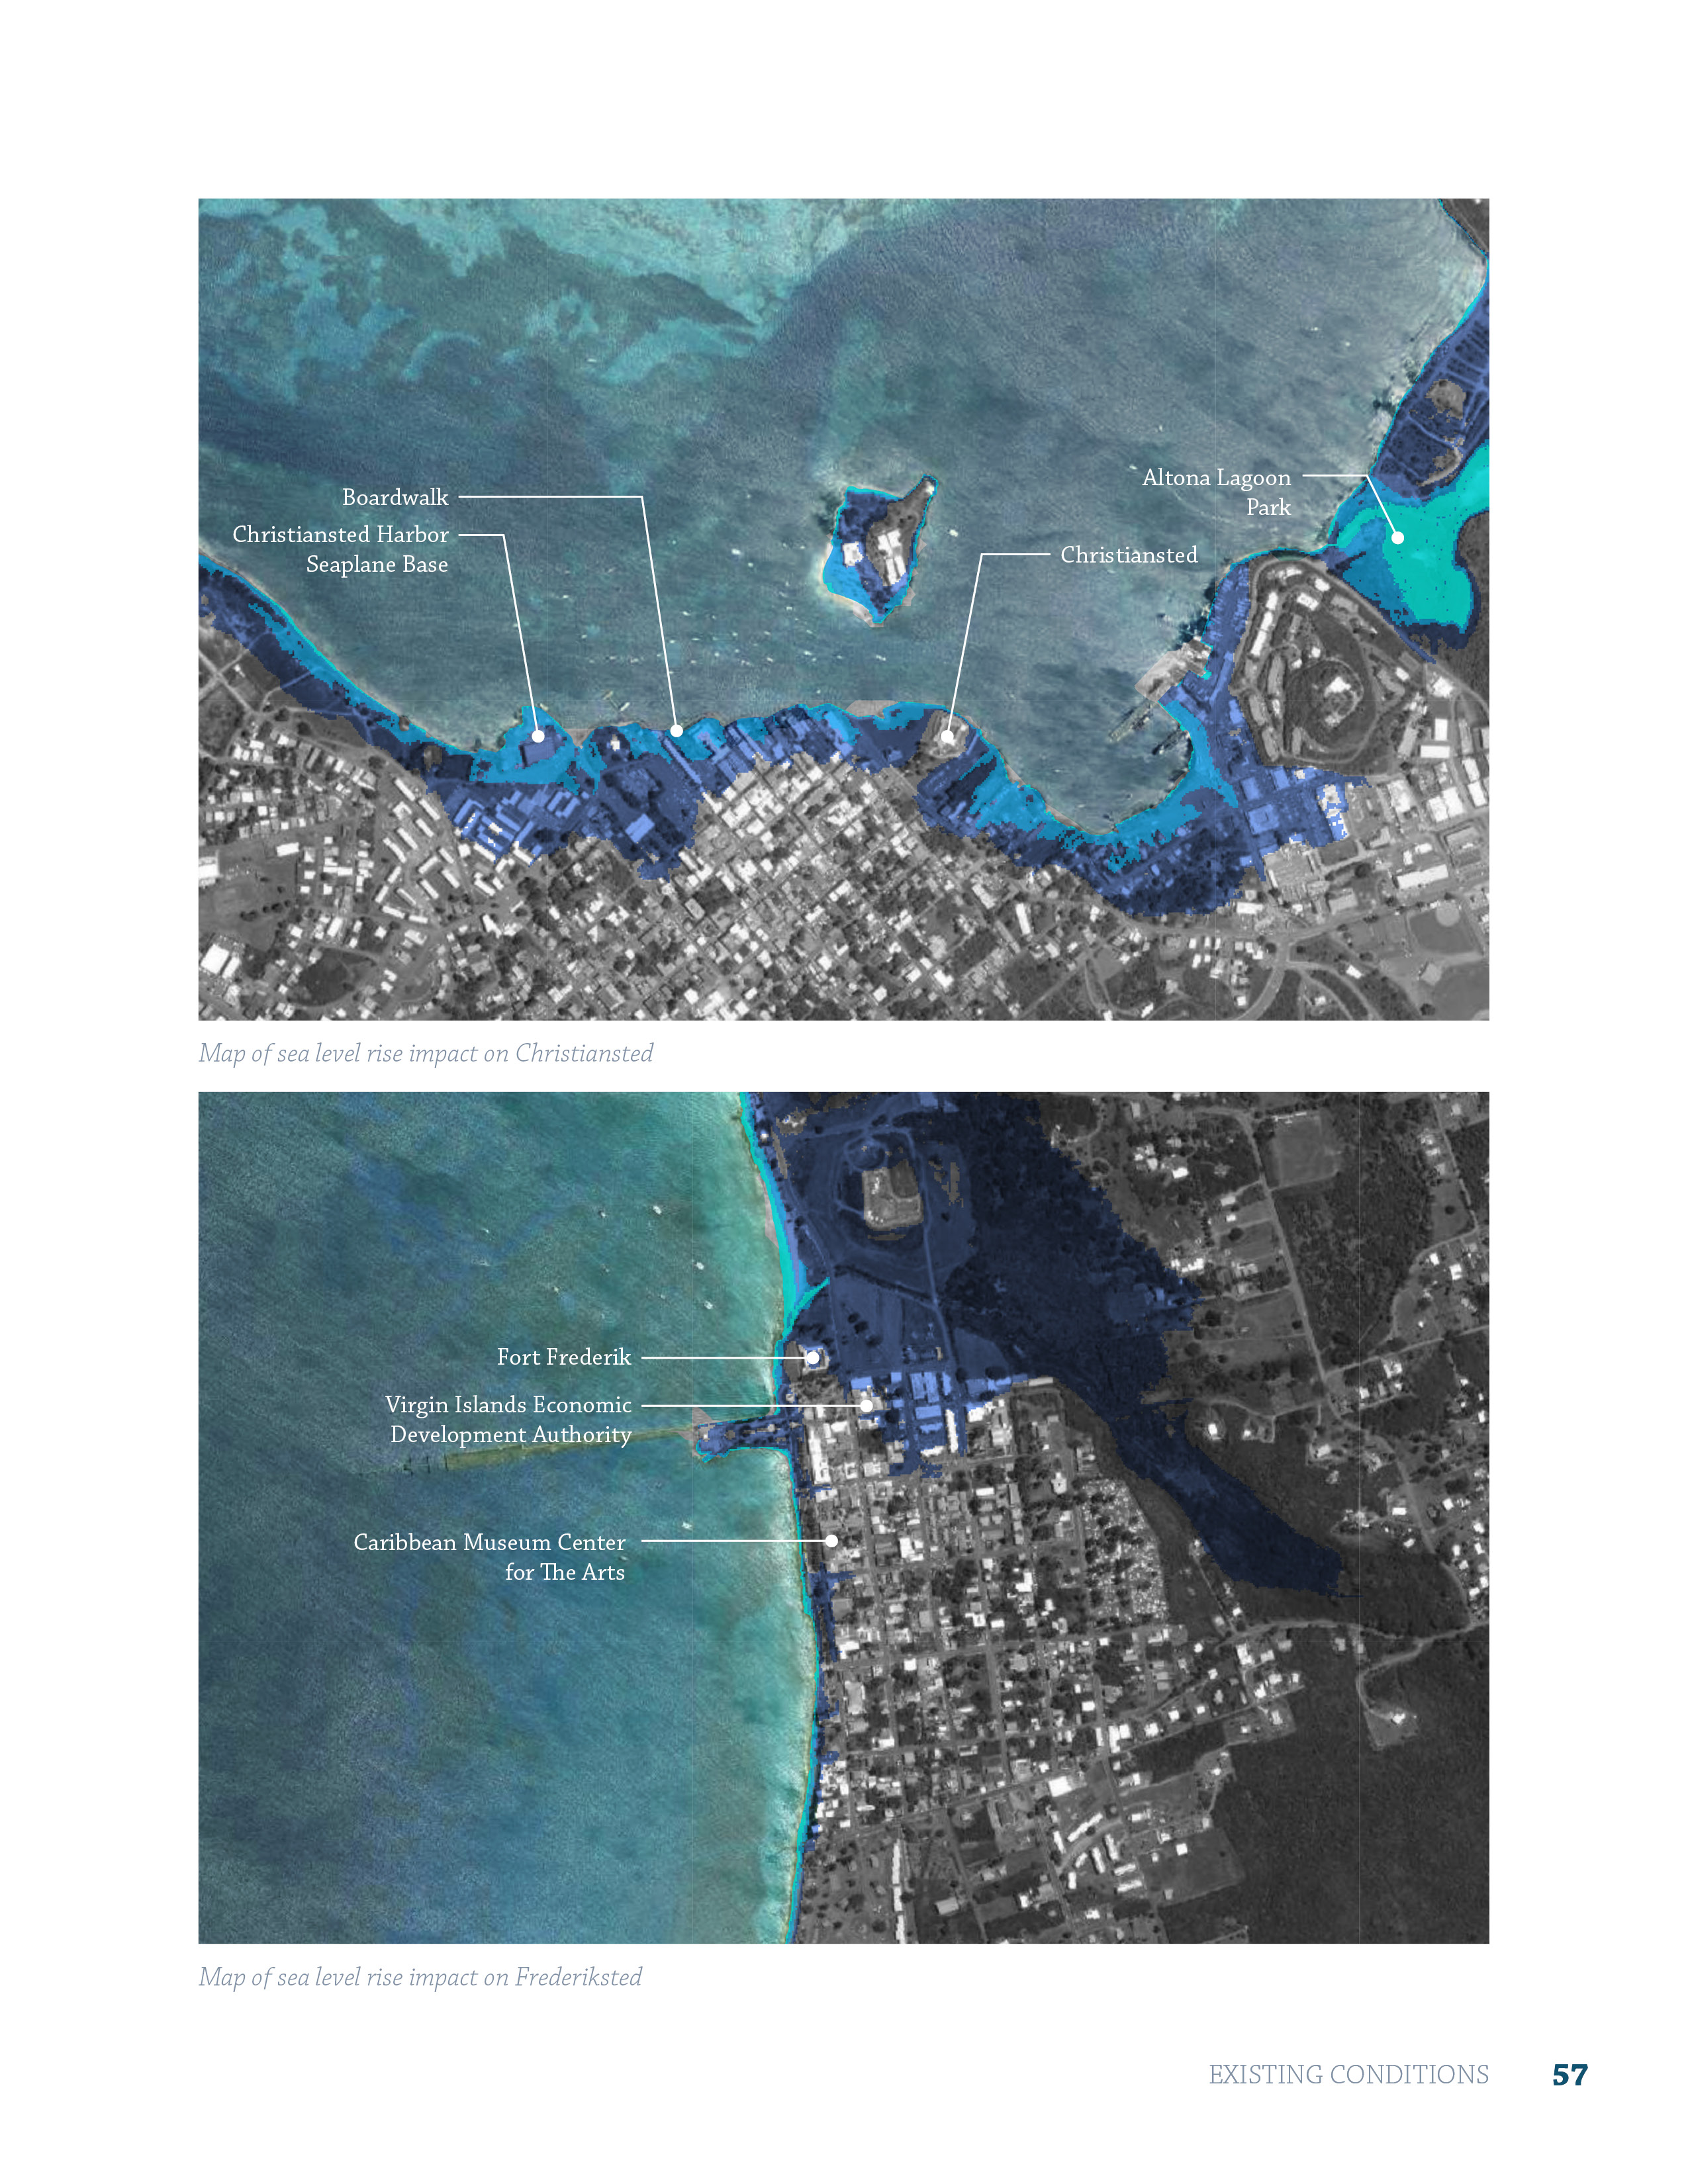 Boardwalk
Christiansted Harbor
Seaplane Base
Altona Lagoon
Park
Christiansted
Map of sea level rise impact on Christiansted
Fort Frederik
Virgin Islands Economic
Development Authority
Caribbean Museum Center
for The Arts
Map of sea level rise impact on Frederiksted
EXISTING CONDITIONS 57